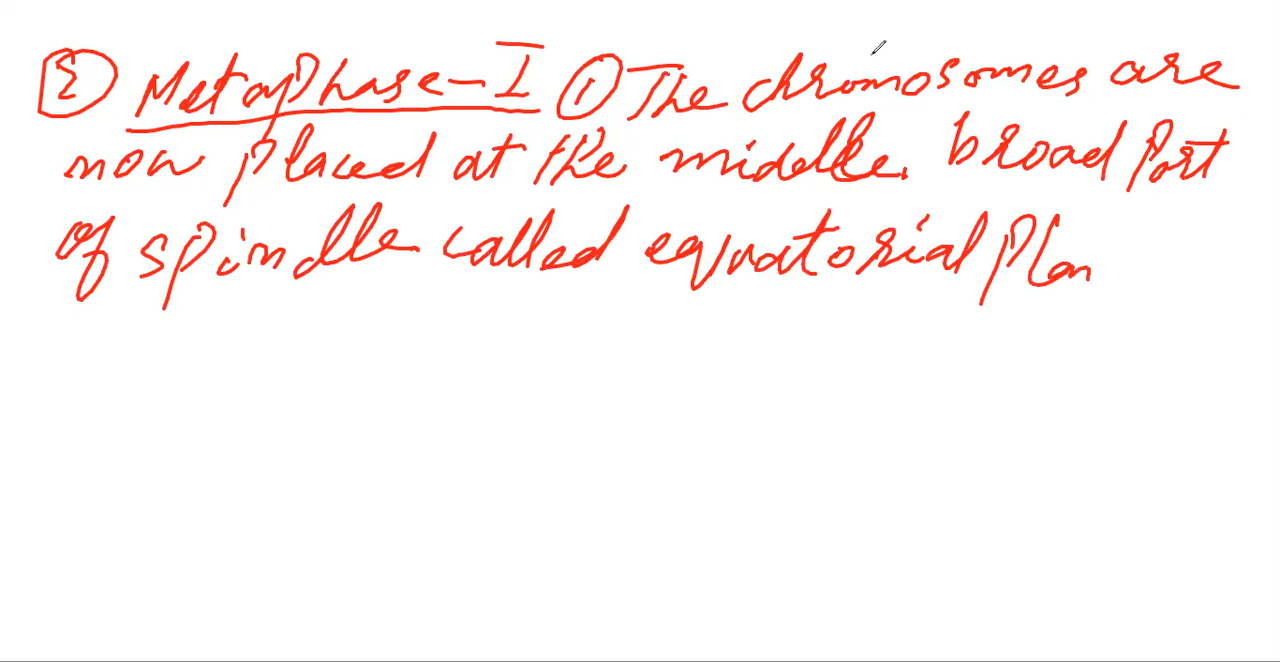 ② Metaphase-I ① The chromosomes are
now placed at the middle. broad Part
of spindle called equatorial Plan